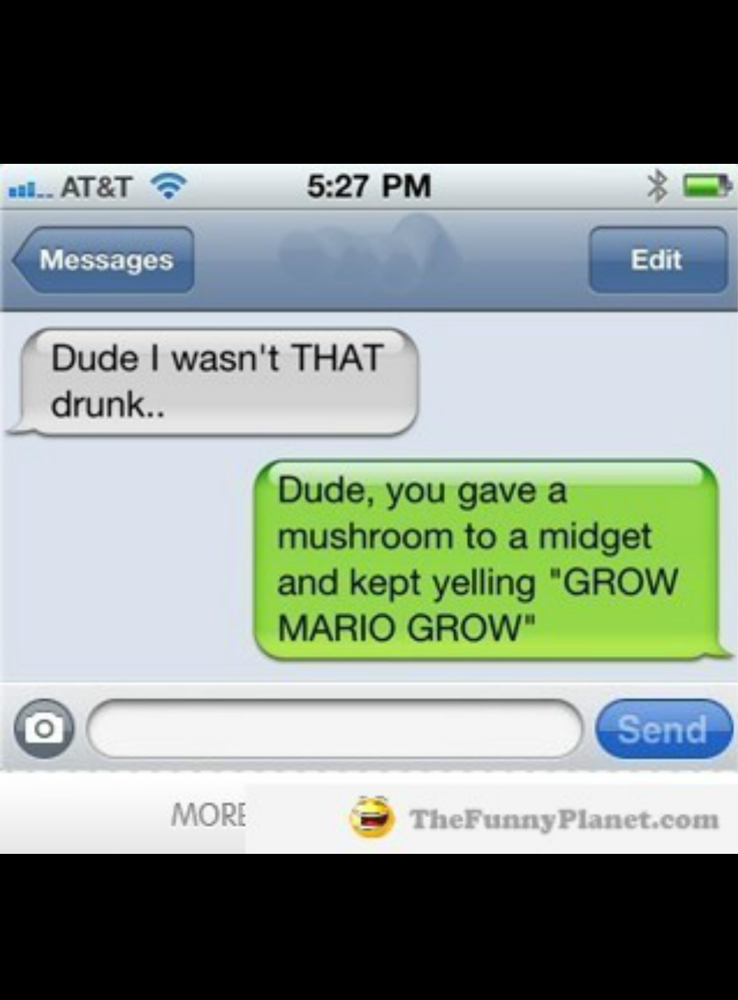 AT&T 5:27 PM
Messages Edit
Dude I wasn't THAT
drunk..
Dude, you gave a
mushroom to a midget
and kept yelling "GROW
MARIO GROW"
Send
MORE
TheFunnyPlanet.com